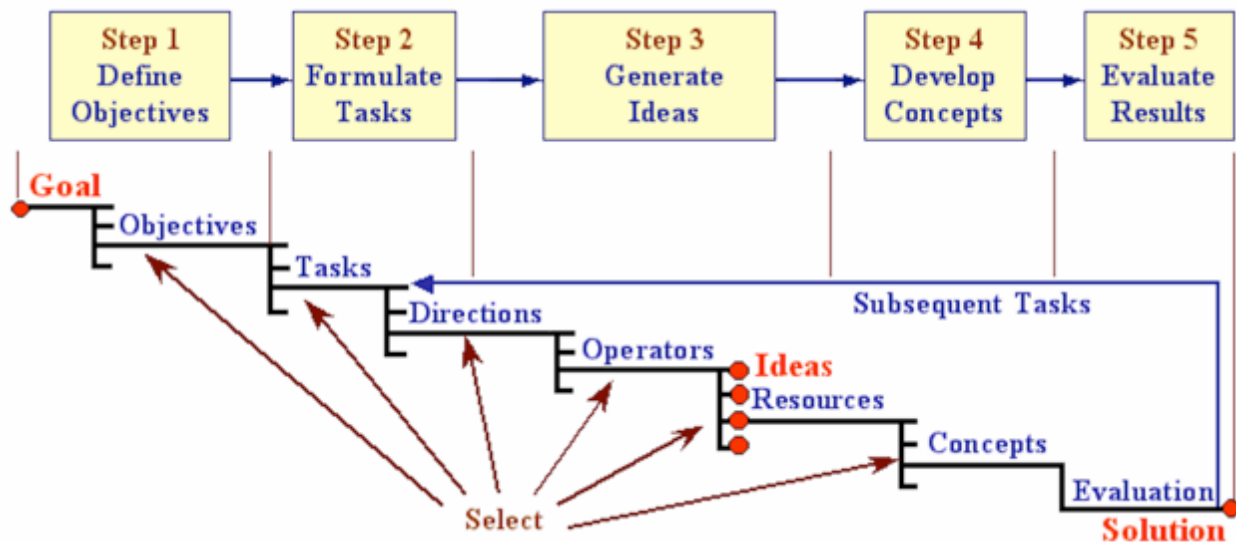 Step 1
Define
Objectives
Step 2
Formulate
Tasks
Step 3
Generate
Ideas
Step 4
Develop
Concepts
Step 5
Evaluate
Results
Goal
Objectives
Tasks
Subsequent Tasks
Directions
Operators
Ideas
Resources
Concepts
Evaluation
Select
Solution